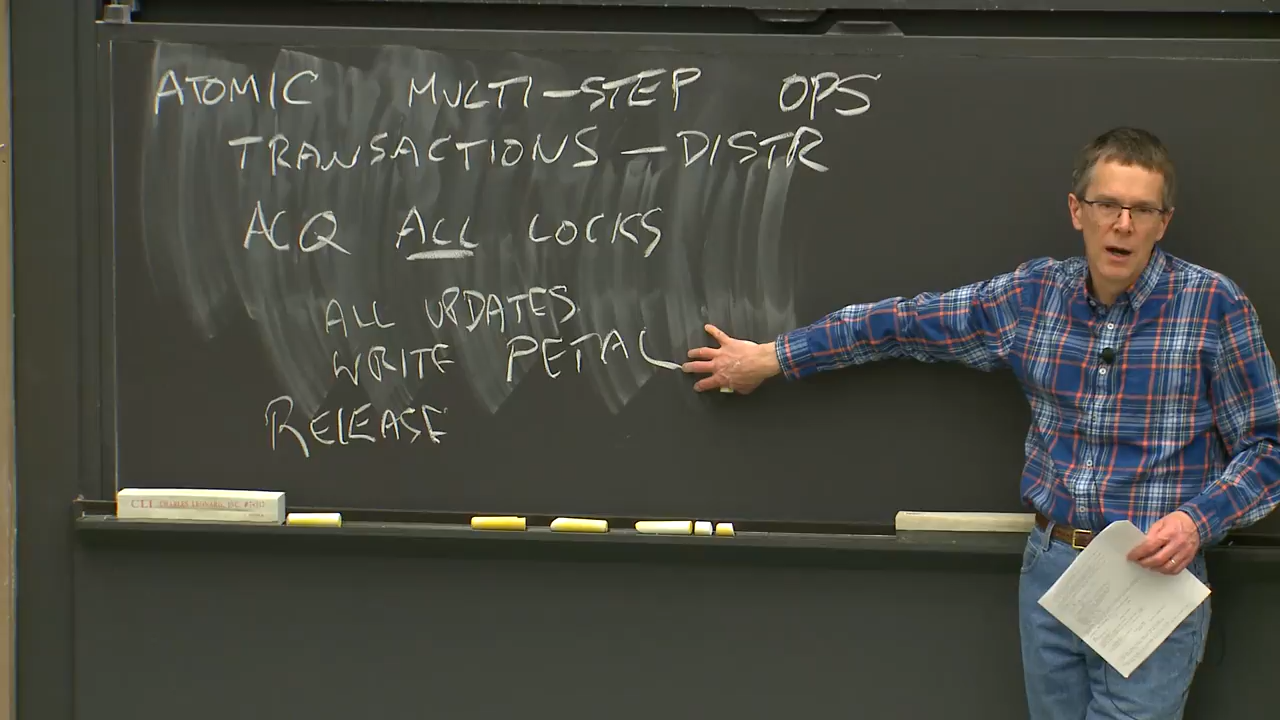 ATOMIC MULTI-STEP OPS
TRANSACTIONS - DISTR
ACQ ALL LOCKS
ALL UPDATES
WRITE PETAL
RELEASE